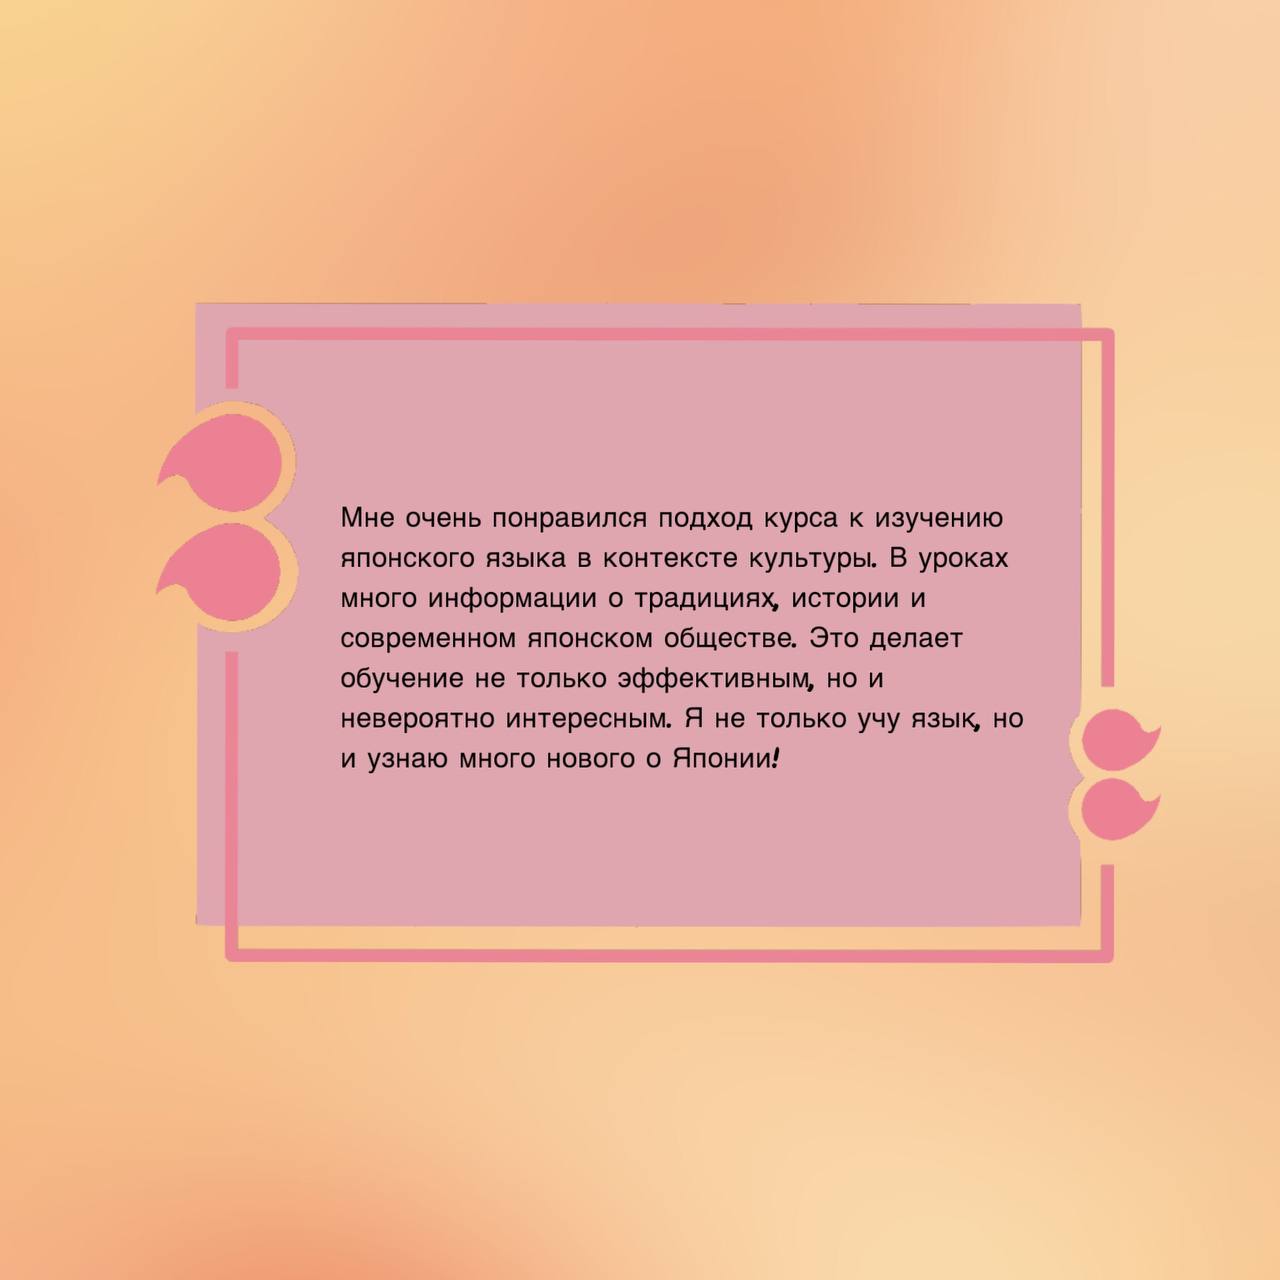 Мне очень понравился подход курса к изучению
японского языка в контексте культуры. В уроках
много информации о традициях, истории и
современном японском обществе. Это делает
обучение не только эффективным, но и
невероятно интересным. Я не только учу язык, но
и узнаю много нового о Японии!